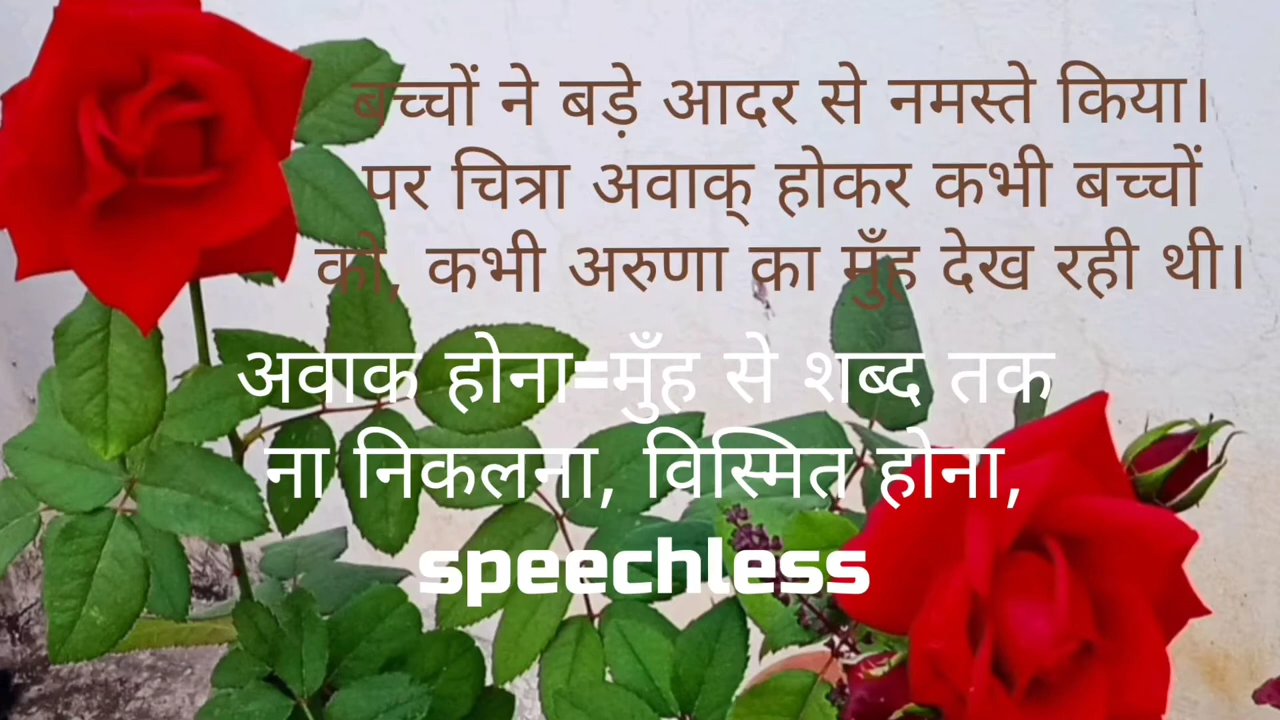 बच्चों ने बड़े आदर से नमस्ते किया।
पर चित्रा अवाक् होकर कभी बच्चों
को, कभी अरुणा का मुँह देख रही थी।
अवाक होना=मुँह से शब्द तक
ना निकलना, विस्मित होना,
speechless